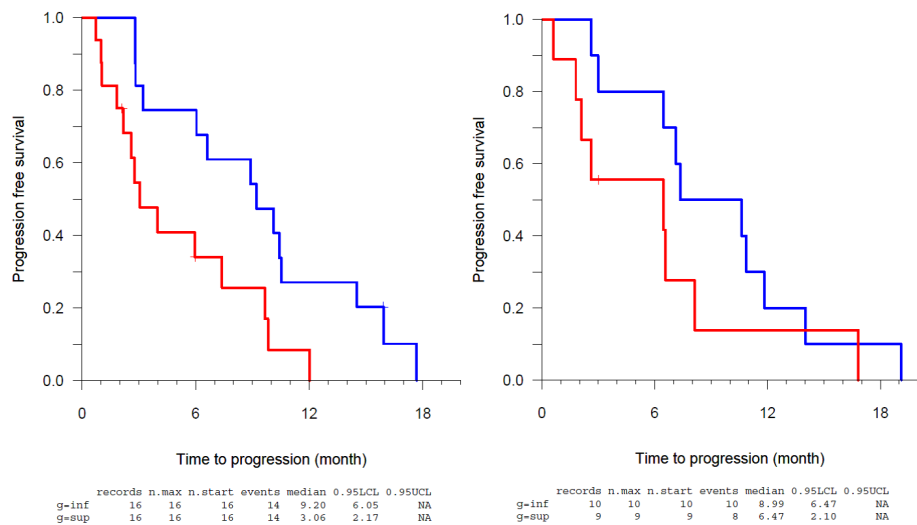 1.0
0.8
0.6
0.4
0.2
0.0
Progression free survival
0 6 12 18
Time to progression (month)
records n.max n.start events median 0.95LCL 0.95UCL
g=inf 16 16 16 14 9.20 6.05 NA
g=sup 16 16 16 14 3.06 2.17 NA
1.0
0.8
0.6
0.4
0.2
0.0
Progression free survival
0 6 12 18
Time to progression (month)
records n.max n.start events median 0.95LCL 0.95UCL
g=inf 10 10 10 10 8.99 6.47 NA
g=sup 9 9 9 8 6.47 2.10 NA